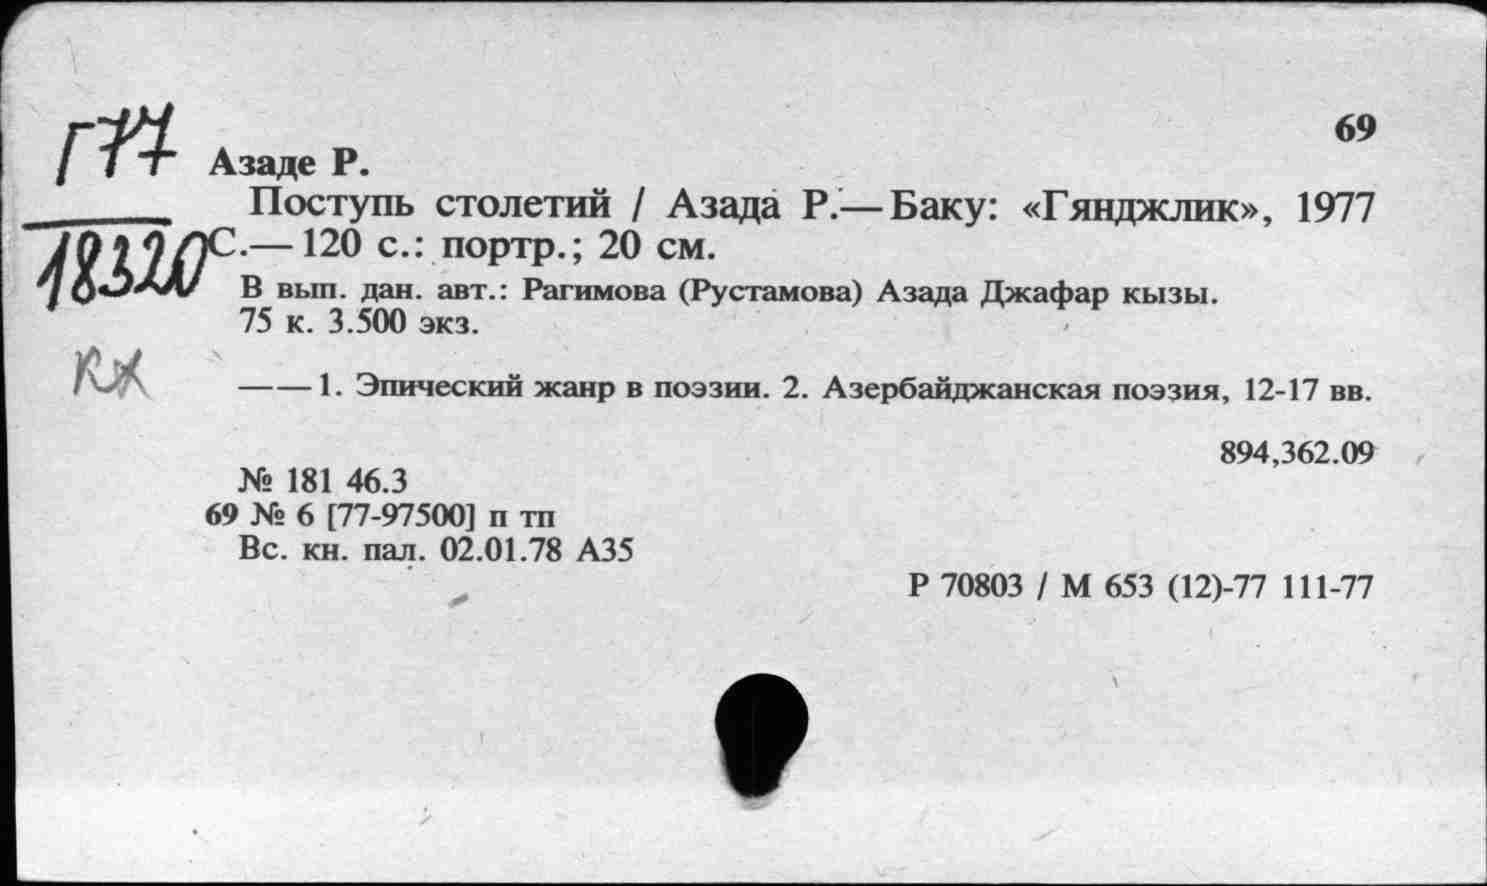 69
Г77
Азаде Р.
Поступь столетий / Азада Р.— Баку: «Гянджлик», 1977
18320
С.— 120 с.: портр.; 20 см.
В вып. дан. авт.: Рагимова (Рустамова) Азада Джафар кызы.
75 к. 3.500 экз.
— — 1. Эпический жанр в поэзии. 2. Азербайджанская поэзия, 12-17 вв.
894,362.09
№ 181 46.3
69 № 6 [77-97500] п тп
Вс. кн. пал. 02.01.78 А35
Р 70803 / М 653 (12)-77 111-77